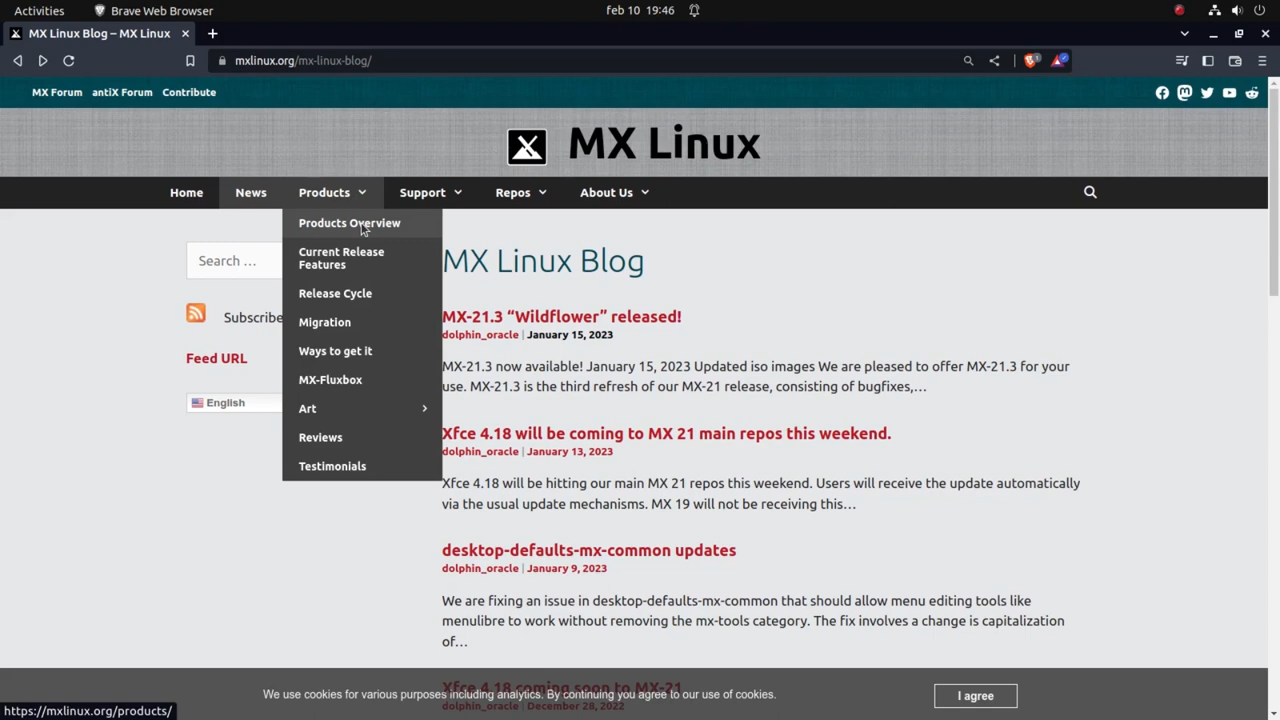 Activities
Brave Web Browser
feb 10 19:46
MX Linux Blog – MX Linux
mxlinux.org/mx-linux-blog/
MX Forum
antiX Forum
Contribute
MX Linux
Home
News
Products
Support
Repos
About Us
Products Overview
Current Release
Features
Release Cycle
Migration
Ways to get it
MX-Fluxbox
Art
Reviews
Testimonials
Search …
Subscribe
Feed URL
English
MX Linux Blog
MX-21.3 “Wildflower” released!
dolphin_oracle | January 15, 2023
MX-21.3 now available! January 15, 2023 Updated iso images We are pleased to offer MX-21.3 for your
use. MX-21.3 is the third refresh of our MX-21 release, consisting of bugfixes,…
Xfce 4.18 will be coming to MX 21 main repos this weekend.
dolphin_oracle | January 13, 2023
Xfce 4.18 will be hitting our main MX 21 repos this weekend. Users will receive the update automatically
via the usual update mechanisms. MX 19 will not be receiving this…
desktop-defaults-mx-common updates
dolphin_oracle | January 9, 2023
We are fixing an issue in desktop-defaults-mx-common that should allow menu editing tools like
menulibre to work without removing the mx-tools category. The fix involves a change is capitalization
of…
Xfce 4.18 coming soon to MX-21
dolphin_oracle | December 28, 2022
We use cookies for various purposes including analytics. By continuing you agree to our use of cookies.
I agree
https://mxlinux.org/products/